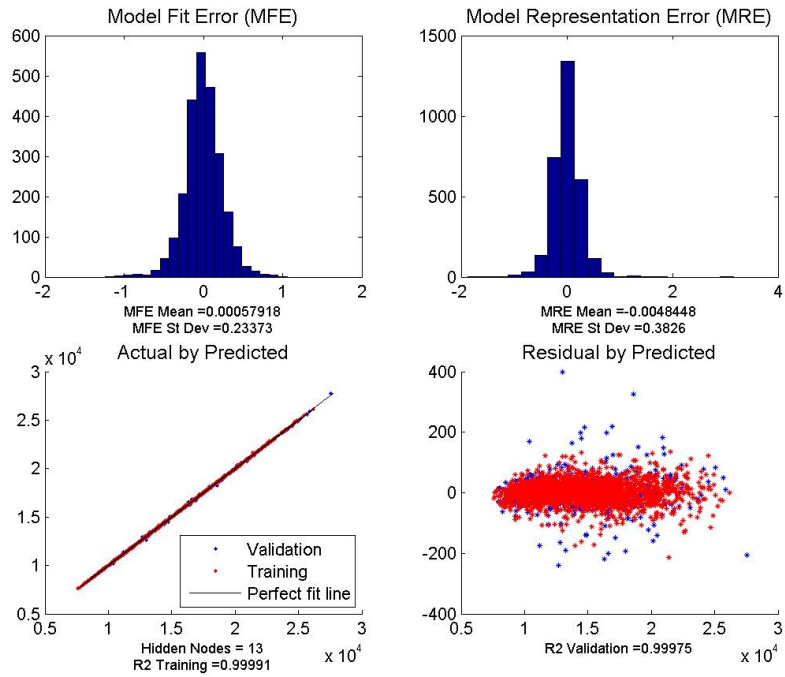 Model Fit Error (MFE)
600
500
400
300
200
100
0
-2 -1 0 1 2
MFE Mean =0.00057918
MFE St Dev =0.23373
Model Representation Error (MRE)
1500
1000
500
0
-2 0 2 4
MRE Mean =-0.0048448
MRE St Dev =0.3826
x 10^4
Actual by Predicted
3
2.5
2
1.5
1
0.5
0.5 1 1.5 2 2.5 3
x 10^4
Validation
Training
Perfect fit line
Hidden Nodes = 13
R2 Training =0.99991
Residual by Predicted
400
200
0
-200
-400
0.5 1 1.5 2 2.5 3
x 10^4
R2 Validation =0.99975